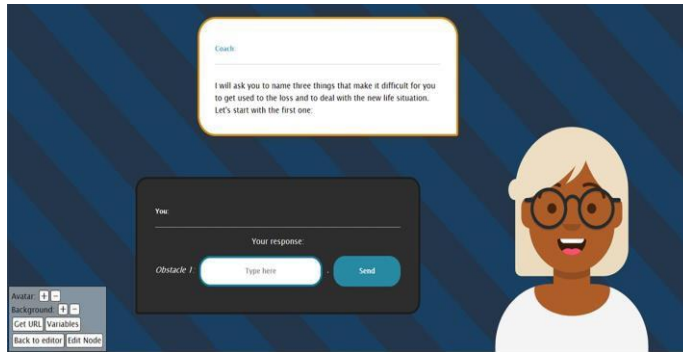 Coach:
I will ask you to name three things that make it difficult for you
to get used to the loss and to deal with the new life situation.
Let's start with the first one:
You:
Your response:
Obstacle 1: Type here . Send
Avatar: + −
Background: + −
Get URL Variables
Back to editor Edit Node